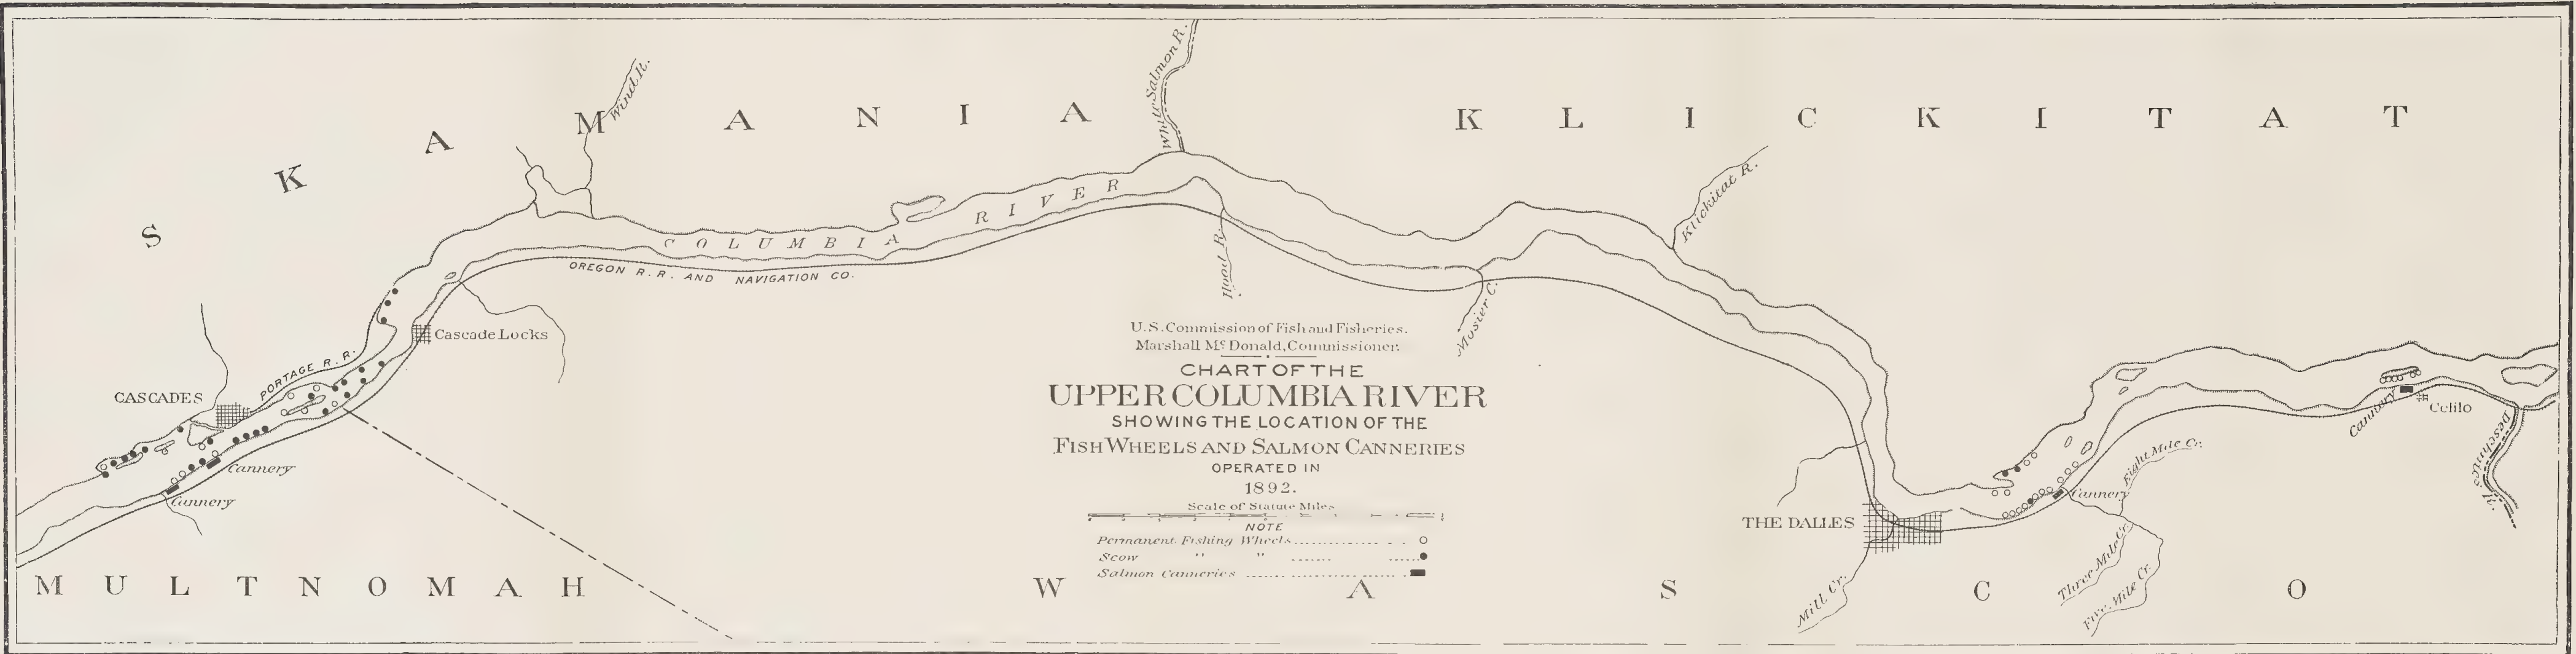 SKAMANIA
KLICKITAT
Wind R.
White Salmon R.
Klickitat R.
COLUMBIA RIVER
OREGON R.R. AND NAVIGATION CO.
Hood R.
Mosier C.
Cascade Locks
PORTAGE R.R.
CASCADES
Cannery
Cannery
U.S. Commission of Fish and Fisheries.
Marshall McDonald, Commissioner.
CHART OF THE
UPPER COLUMBIA RIVER
SHOWING THE LOCATION OF THE
FISH WHEELS AND SALMON CANNERIES
OPERATED IN
1892.
Scale of Statute Miles
NOTE
Permanent Fishing Wheels
Scow " "
Salmon Canneries
THE DALLES
Mill Cr.
Cannery
Eight Mile Cr.
Three Mile Cr.
Five Mile Cr.
Cannery
Celilo
Deschutes R.
MULTNOMAH
WASCO